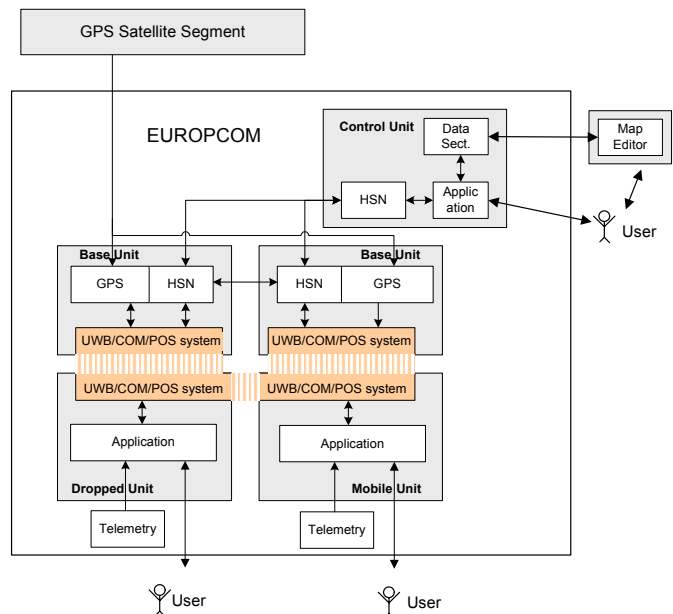 GPS Satellite Segment
EUROPCOM
Control Unit
Data
Sect.
Map
Editor
HSN
Applic
ation
User
Base Unit
Base Unit
GPS
HSN
HSN
GPS
UWB/COM/POS system
UWB/COM/POS system
UWB/COM/POS system
UWB/COM/POS system
Application
Application
Dropped Unit
Mobile Unit
Telemetry
Telemetry
User
User